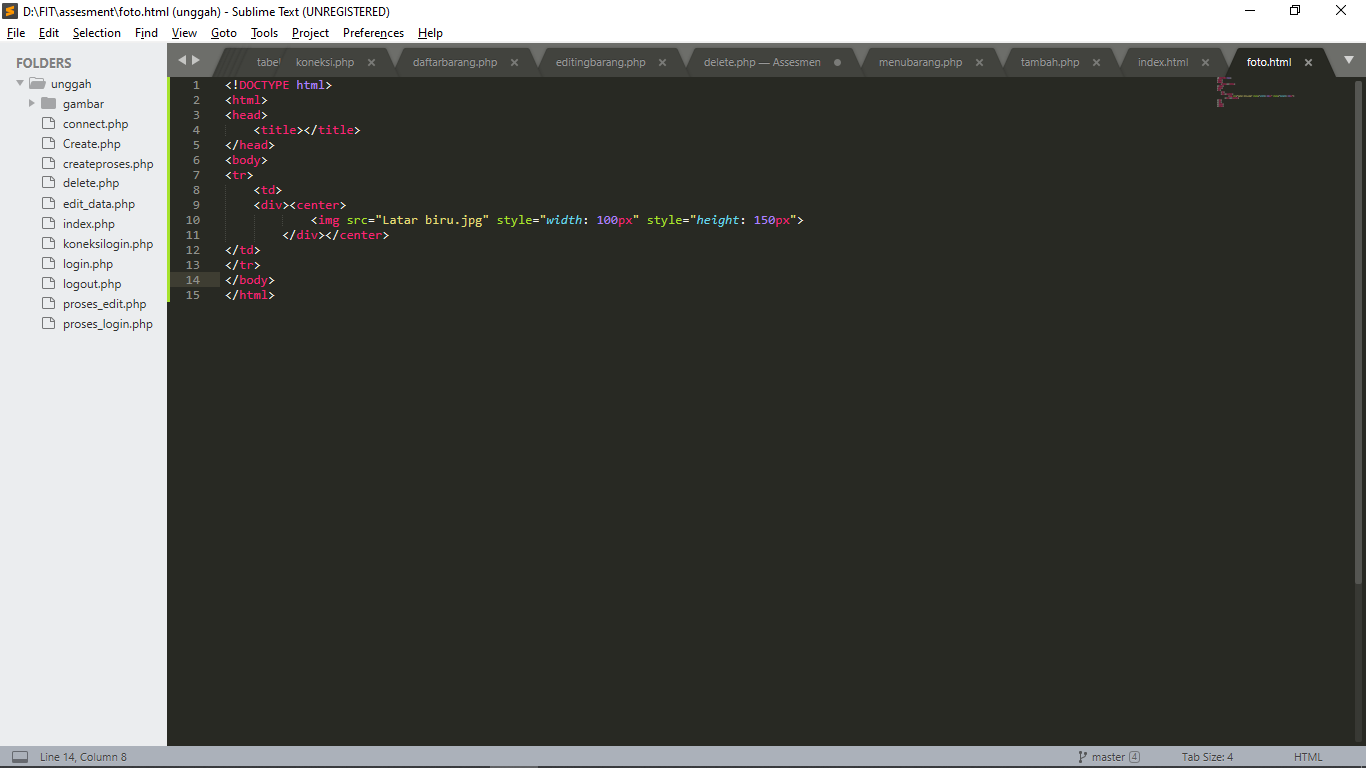 D:\FIT\assesment\foto.html (unggah) - Sublime Text (UNREGISTERED)
File Edit Selection Find View Goto Tools Project Preferences Help
FOLDERS
unggah
gambar
connect.php
Create.php
createproses.php
delete.php
edit_data.php
index.php
koneksilogin.php
login.php
logout.php
proses_edit.php
proses_login.php
tabel koneksi.php daftarbarang.php editingbarang.php delete.php — Assesmen menubarang.php tambah.php index.html foto.html
1 <!DOCTYPE html>
2 <html>
3 <head>
4 <title></title>
5 </head>
6 <body>
7 <tr>
8 <td>
9 <div><center>
10 <img src="Latar biru.jpg" style="width: 100px" style="height: 150px">
11 </div></center>
12 </td>
13 </tr>
14 </body>
15 </html>
Line 14, Column 8 master 4 Tab Size: 4 HTML